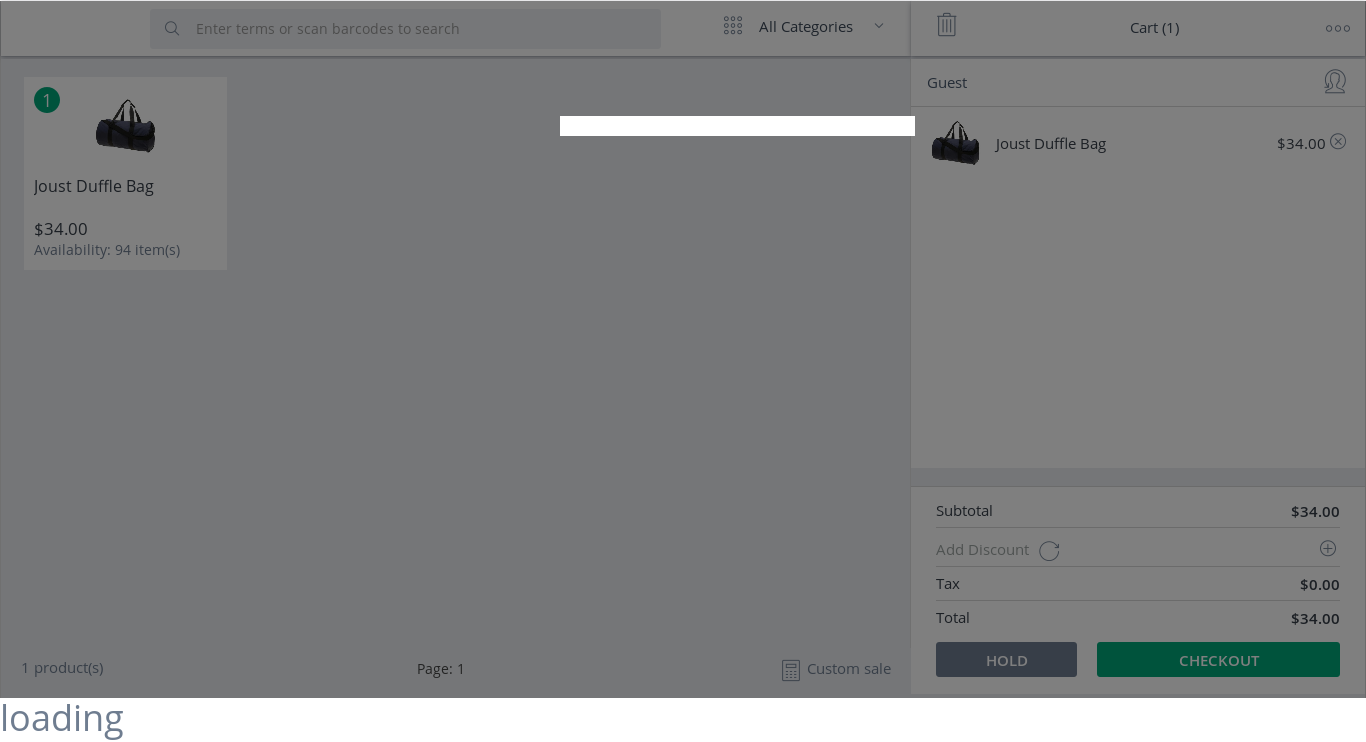 Enter terms or scan barcodes to search
All Categories
Cart (1)
Guest
1
Joust Duffle Bag
$34.00
Availability: 94 item(s)
Joust Duffle Bag
$34.00
Subtotal
$34.00
Add Discount
Tax
$0.00
Total
$34.00
HOLD
CHECKOUT
1 product(s)
Page: 1
Custom sale
loading